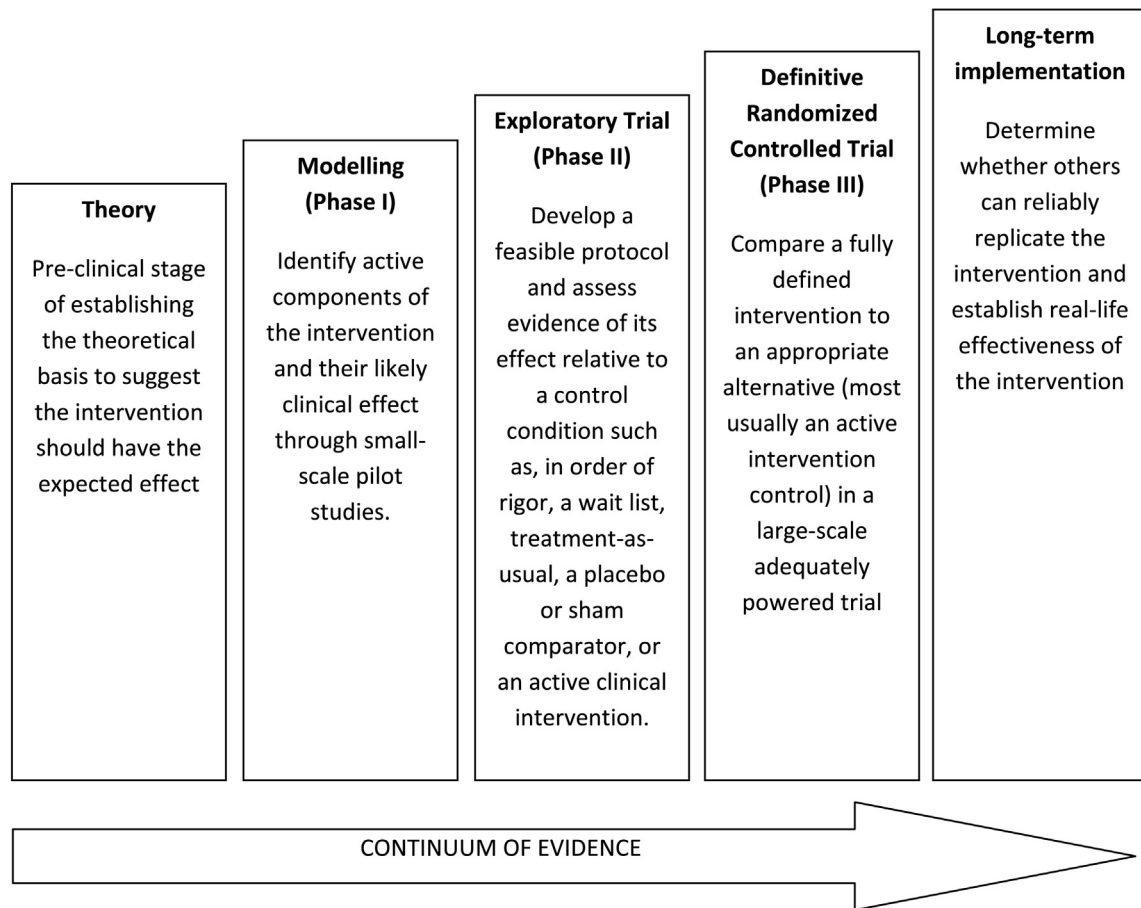 Theory
Pre-clinical stage
of establishing
the theoretical
basis to suggest
the intervention
should have the
expected effect
Modelling
(Phase I)
Identify active
components of
the intervention
and their likely
clinical effect
through small-
scale pilot
studies.
Exploratory Trial
(Phase II)
Develop a
feasible protocol
and assess
evidence of its
effect relative to
a control
condition such
as, in order of
rigor, a wait list,
treatment-as-
usual, a placebo
or sham
comparator, or
an active clinical
intervention.
Definitive
Randomized
Controlled Trial
(Phase III)
Compare a fully
defined
intervention to
an appropriate
alternative (most
usually an active
intervention
control) in a
large-scale
adequately
powered trial
Long-term
implementation
Determine
whether others
can reliably
replicate the
intervention and
establish real-life
effectiveness of
the intervention
CONTINUUM OF EVIDENCE